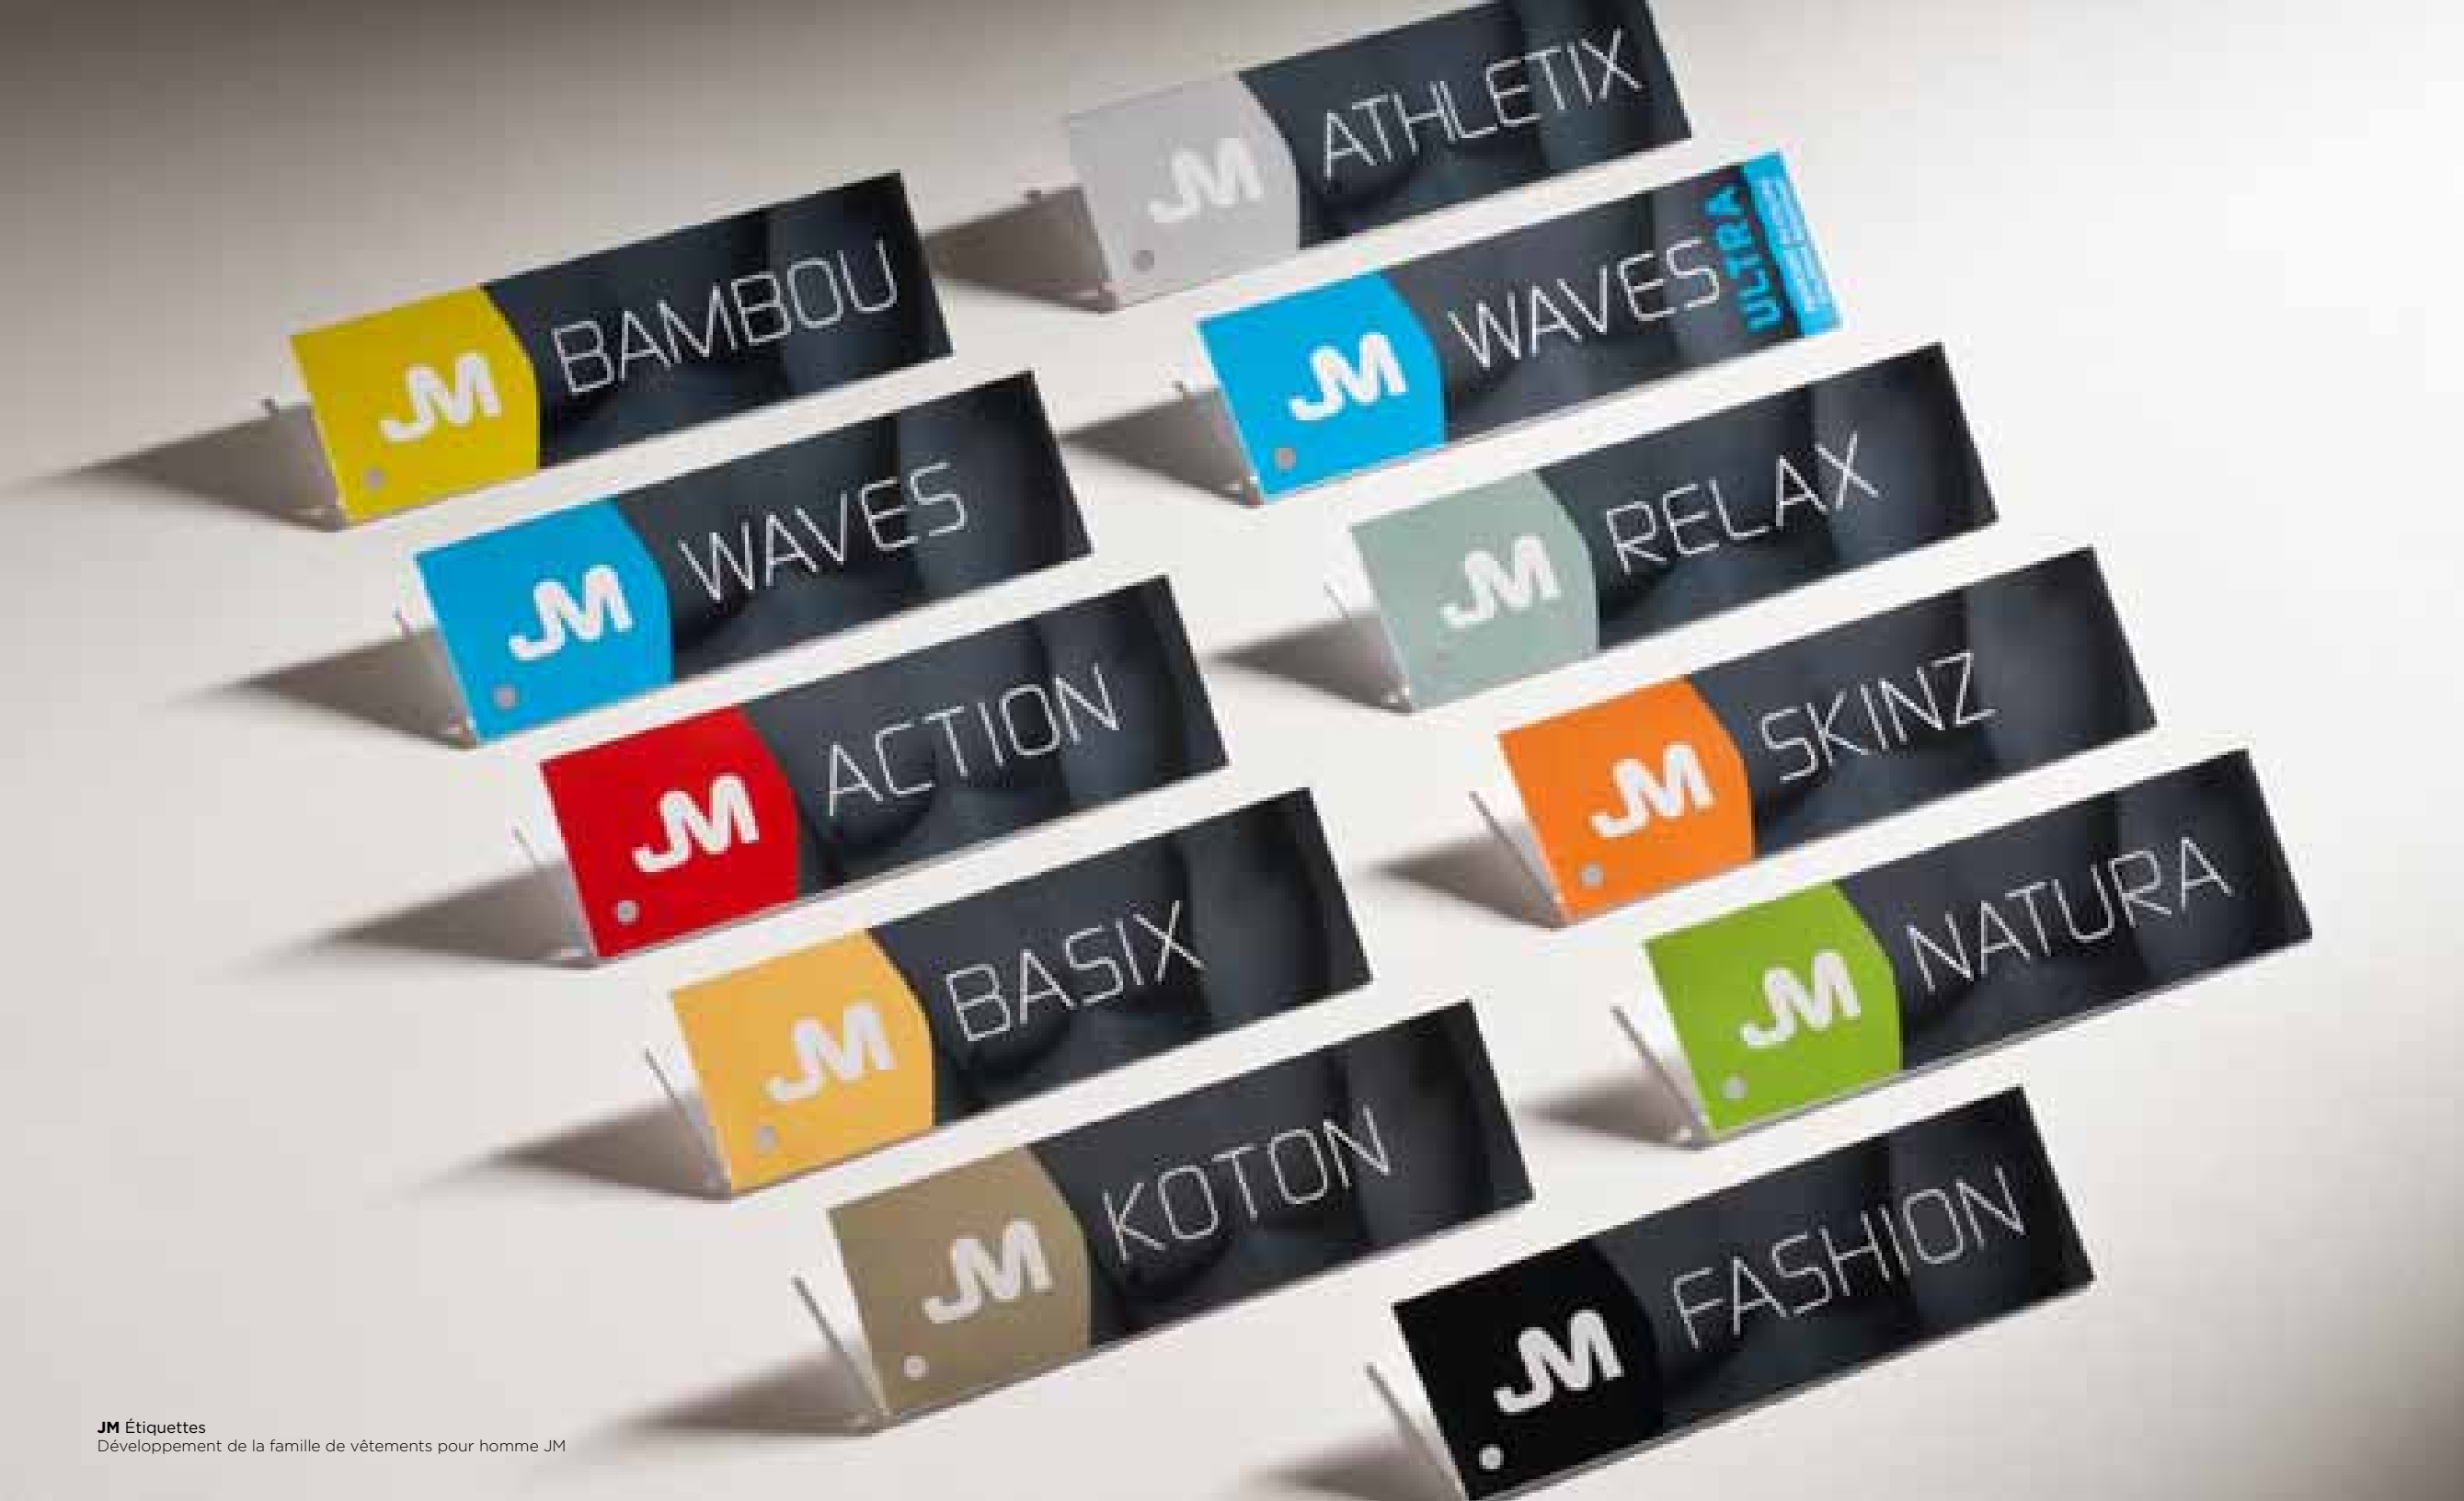 JM ATHLETIX
JM BAMBOU
JM WAVES ULTRA
JM WAVES
JM RELAX
JM ACTION
JM SKINZ
JM BASIX
JM NATURA
JM KOTON
JM FASHION
JM Étiquettes
Développement de la famille de vêtements pour homme JM